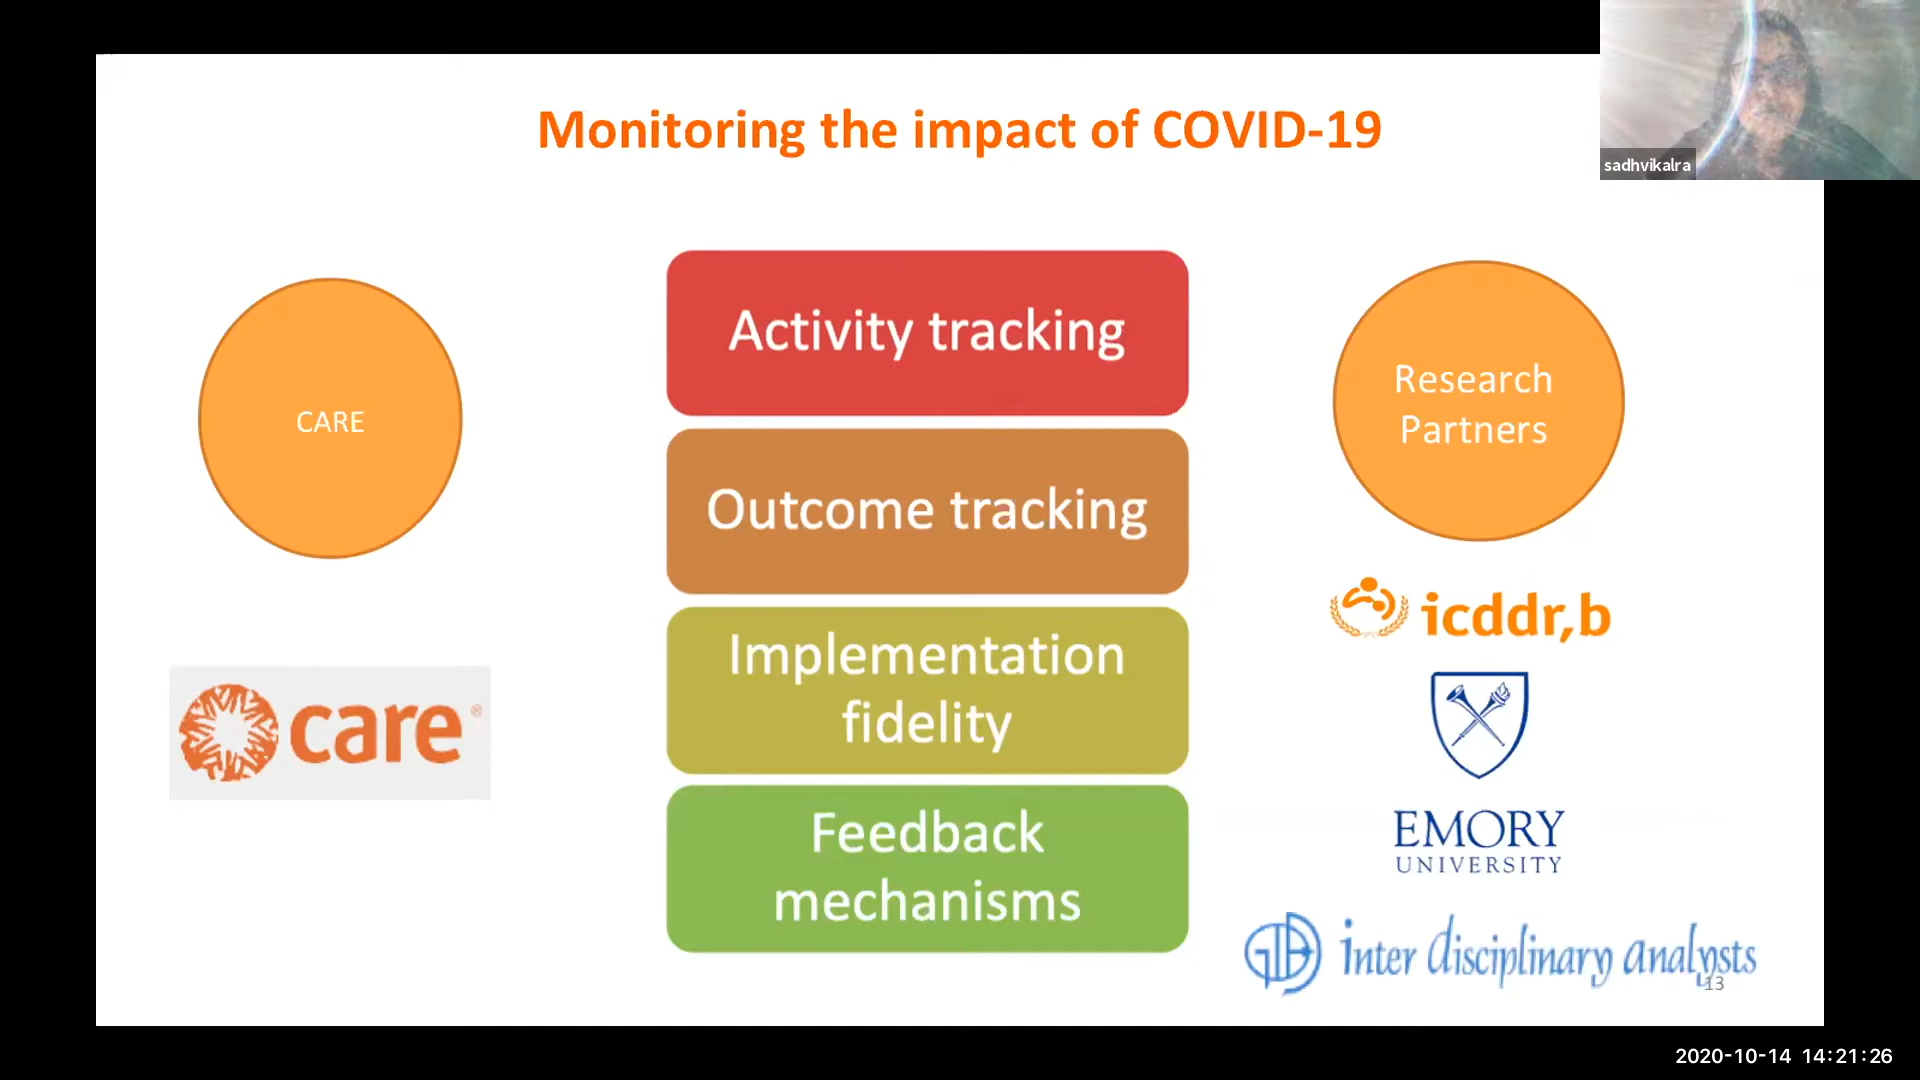 Monitoring the impact of COVID-19
sadhvikalra
CARE
care®
Activity tracking
Outcome tracking
Implementation
fidelity
Feedback
mechanisms
Research
Partners
icddr,b
EMORY
UNIVERSITY
inter disciplinary analysts
13
2020-10-14 14:21:26